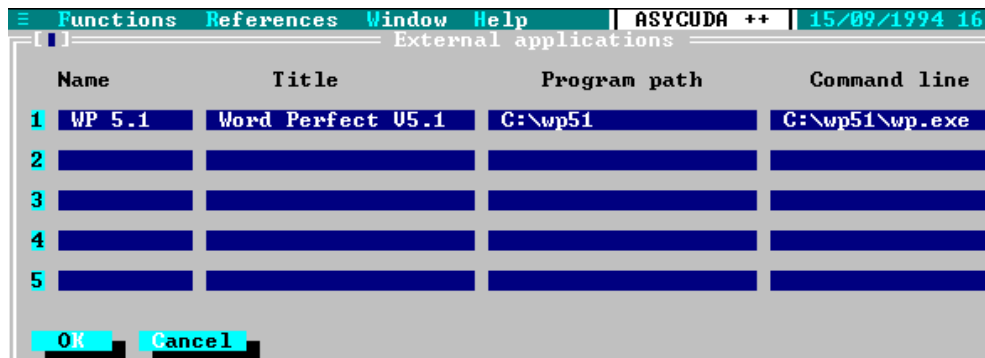 ≡ Functions References Window Help ASYCUDA ++ 15/09/1994 16
External applications
Name Title Program path Command line
1 WP 5.1 Word Perfect V5.1 C:\wp51 C:\wp51\wp.exe
2
3
4
5
OK Cancel